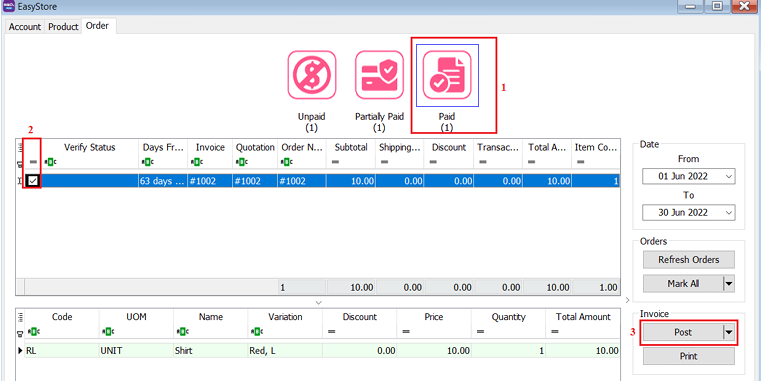 EasyStore
Account Product Order
Unpaid
(1)
Partially Paid
(1)
Paid
(1)
1
2
Verify Status Days Fr... Invoice Quotation Order N... Subtotal Shipping... Discount Transac... Total A... Item Co...
63 days ... #1002 #1002 #1002 10.00 0.00 0.00 0.00 10.00 1
1 10.00 0.00 0.00 0.00 10.00 1.00
Date
From
01 Jun 2022
To
30 Jun 2022
Orders
Refresh Orders
Mark All
Code UOM Name Variation Discount Price Quantity Total Amount
RL UNIT Shirt Red, L 0.00 10.00 1 10.00
Invoice
3 Post
Print